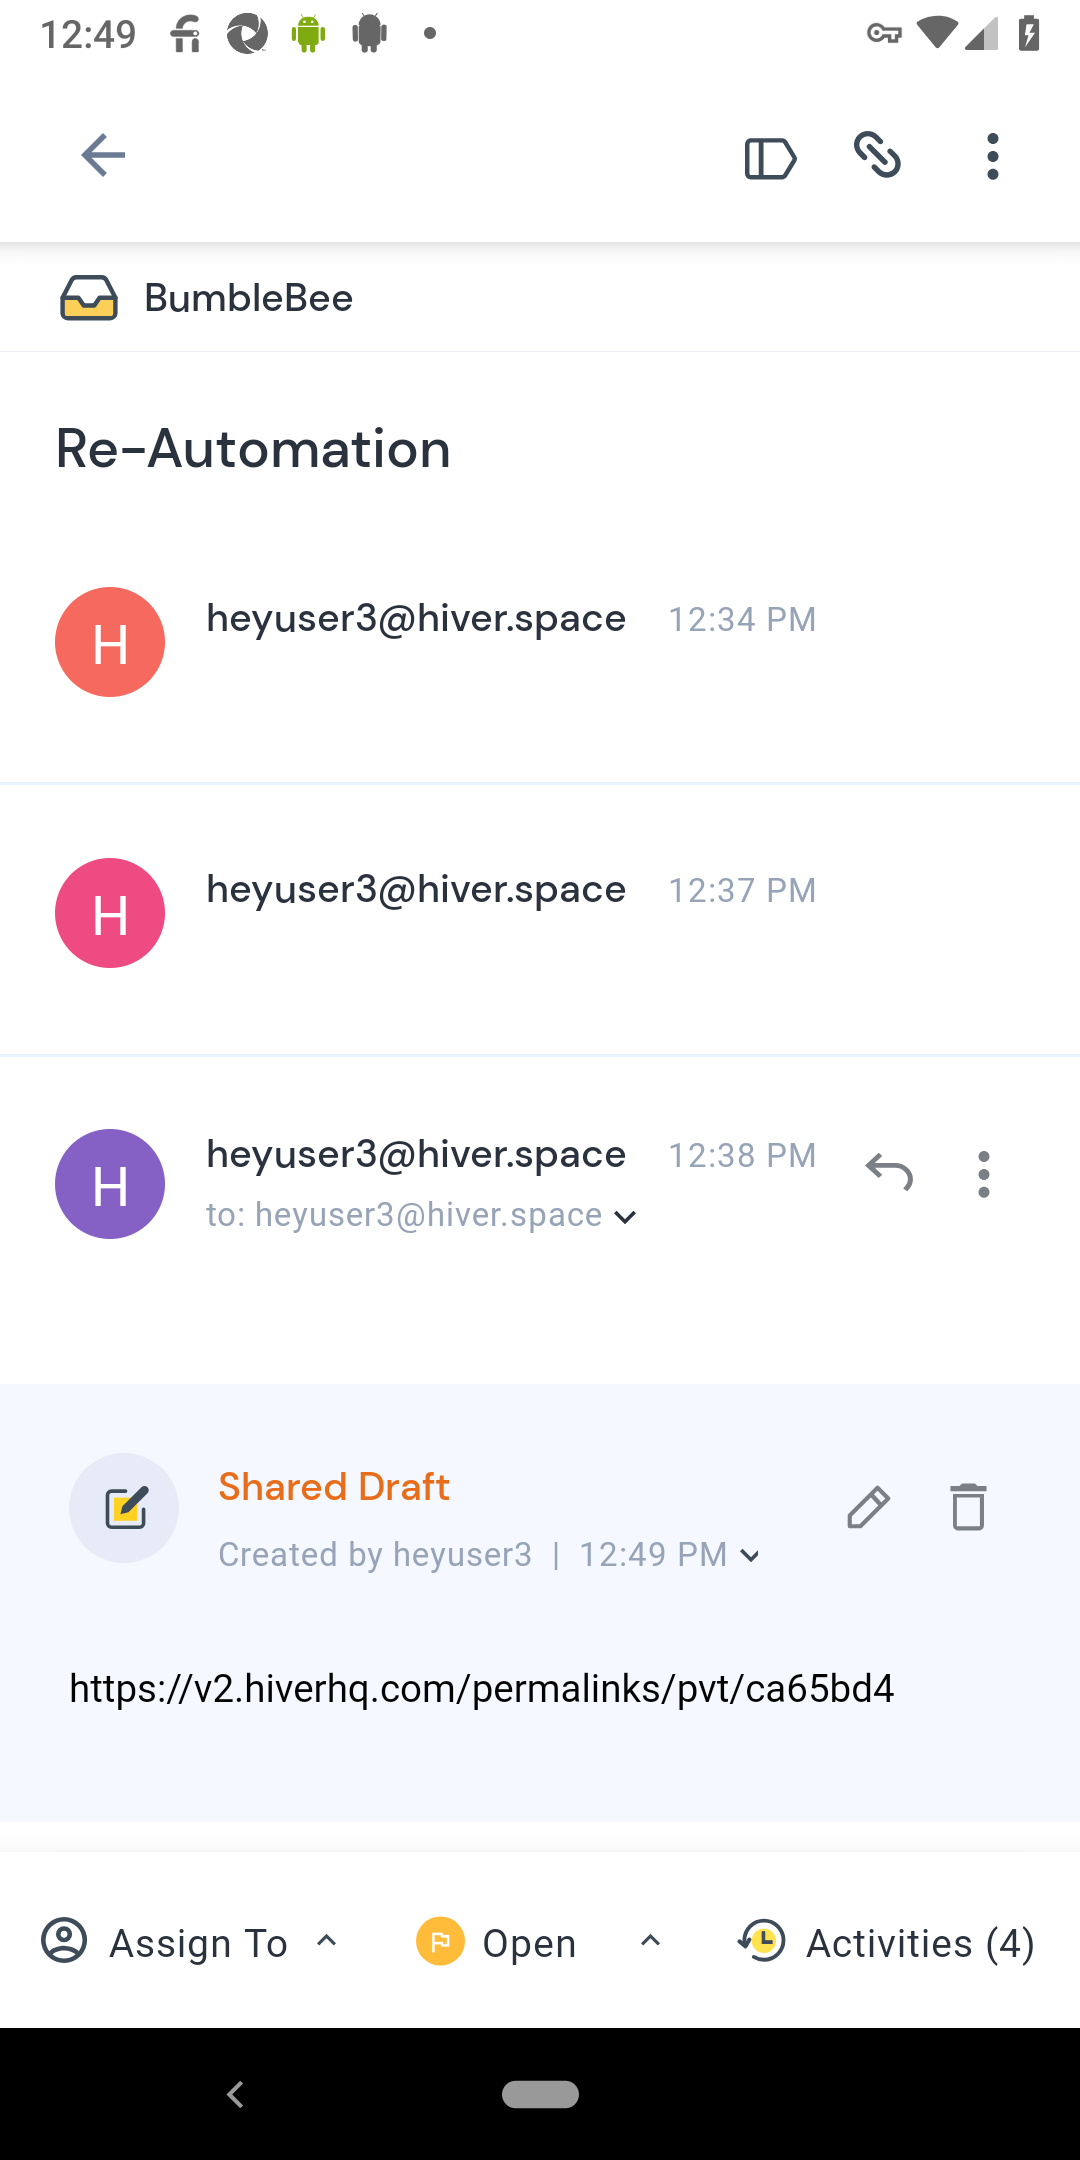 12:49
BumbleBee
Re-Automation
H
heyuser3@hiver.space 12:34 PM
H
heyuser3@hiver.space 12:37 PM
H
heyuser3@hiver.space 12:38 PM
to: heyuser3@hiver.space
Shared Draft
Created by heyuser3 | 12:49 PM
https://v2.hiverhq.com/permalinks/pvt/ca65bd4
Assign To Open Activities (4)